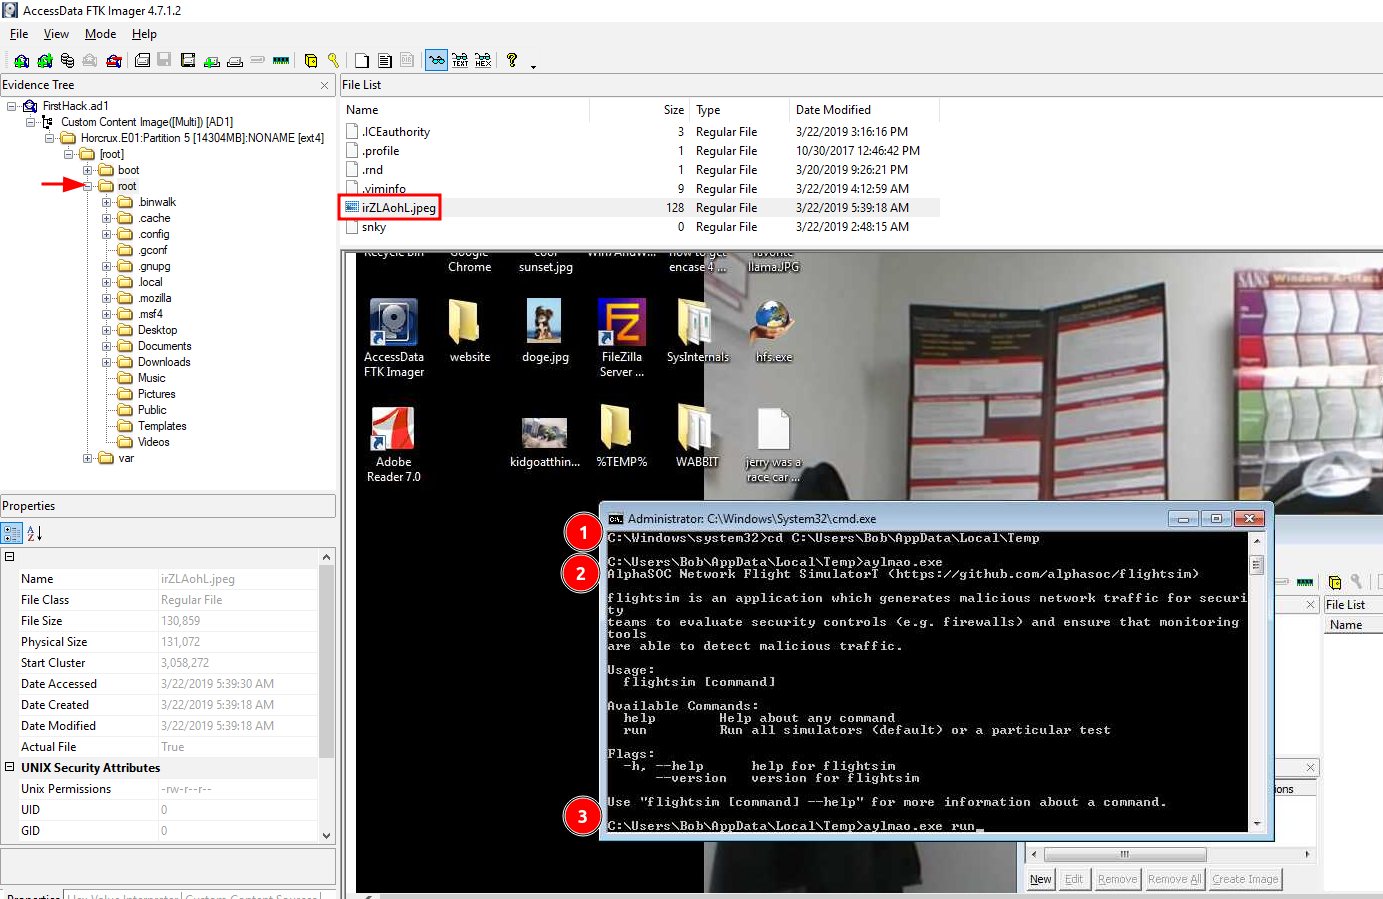 AccessData FTK Imager 4.7.1.2
File View Mode Help
Evidence Tree
FirstHack.ad1
Custom Content Image([Multi]) [AD1]
Horcrux.E01:Partition 5 [14304MB]:NONAME [ext4]
[root]
boot
root
.binwalk
.cache
.config
.gconf
.gnupg
.local
.mozilla
.msf4
Desktop
Documents
Downloads
Music
Pictures
Public
Templates
Videos
var
File List
Name Size Type Date Modified
.ICEauthority 3 Regular File 3/22/2019 3:16:16 PM
.profile 1 Regular File 10/30/2017 12:46:42 PM
.rnd 1 Regular File 3/20/2019 9:26:21 PM
.viminfo 9 Regular File 3/22/2019 4:12:59 AM
irZLAohL.jpeg 128 Regular File 3/22/2019 5:39:18 AM
snky 0 Regular File 3/22/2019 2:48:15 AM
Properties
Name irZLAohL.jpeg
File Class Regular File
File Size 130,859
Physical Size 131,072
Start Cluster 3,058,272
Date Accessed 3/22/2019 5:39:30 AM
Date Created 3/22/2019 5:39:18 AM
Date Modified 3/22/2019 5:39:18 AM
Actual File True
UNIX Security Attributes
Unix Permissions -rw-r--r--
UID 0
GID 0
Properties Hex Value Interpreter Custom Content Sources
Recycle Bin
Google
Chrome
cool
sunset.jpg
Win7AndW...
how to get
encase 4 ...
favorite
llama.JPG
AccessData
FTK Imager
website
doge.jpg
FileZilla
Server ...
SysInternals
hfs.exe
Adobe
Reader 7.0
kidgoatthin...
%TEMP%
WABBIT
jerry was a
race car ...
Windows Artifact
Administrator: C:\Windows\System32\cmd.exe
1
C:\Windows\system32>cd C:\Users\Bob\AppData\Local\Temp
C:\Users\Bob\AppData\Local\Temp>aylmao.exe
2
AlphaSOC Network Flight SimulatorT (https://github.com/alphasoc/flightsim)
flightsim is an application which generates malicious network traffic for securi
ty
teams to evaluate security controls (e.g. firewalls) and ensure that monitoring
tools
are able to detect malicious traffic.
Usage:
flightsim [command]
Available Commands:
help Help about any command
run Run all simulators (default) or a particular test
Flags:
-h, --help help for flightsim
--version version for flightsim
Use "flightsim [command] --help" for more information about a command.
3
C:\Users\Bob\AppData\Local\Temp>aylmao.exe run
File List
Name
ions
New Edit Remove Remove All Create Image